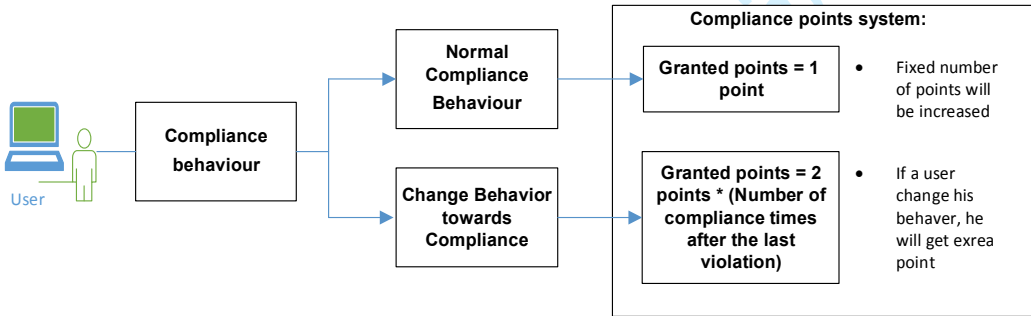 Compliance points system:
Normal
Compliance
Behaviour
Granted points = 1
point
• Fixed number
of points will
be increased
Compliance
behaviour
User
Change Behavior
towards
Compliance
Granted points = 2
points * (Number of
compliance times
after the last
violation)
• If a user
change his
behaver, he
will get exrea
point